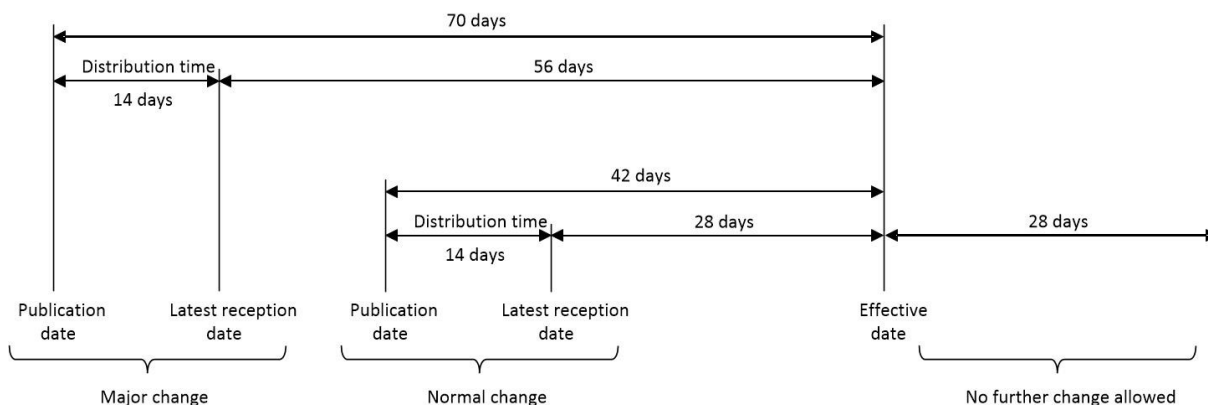 70 days
Distribution time
56 days
14 days
42 days
Distribution time
28 days
28 days
14 days
Publication
date
Latest reception
date
Publication
date
Latest reception
date
Effective
date
Major change
Normal change
No further change allowed